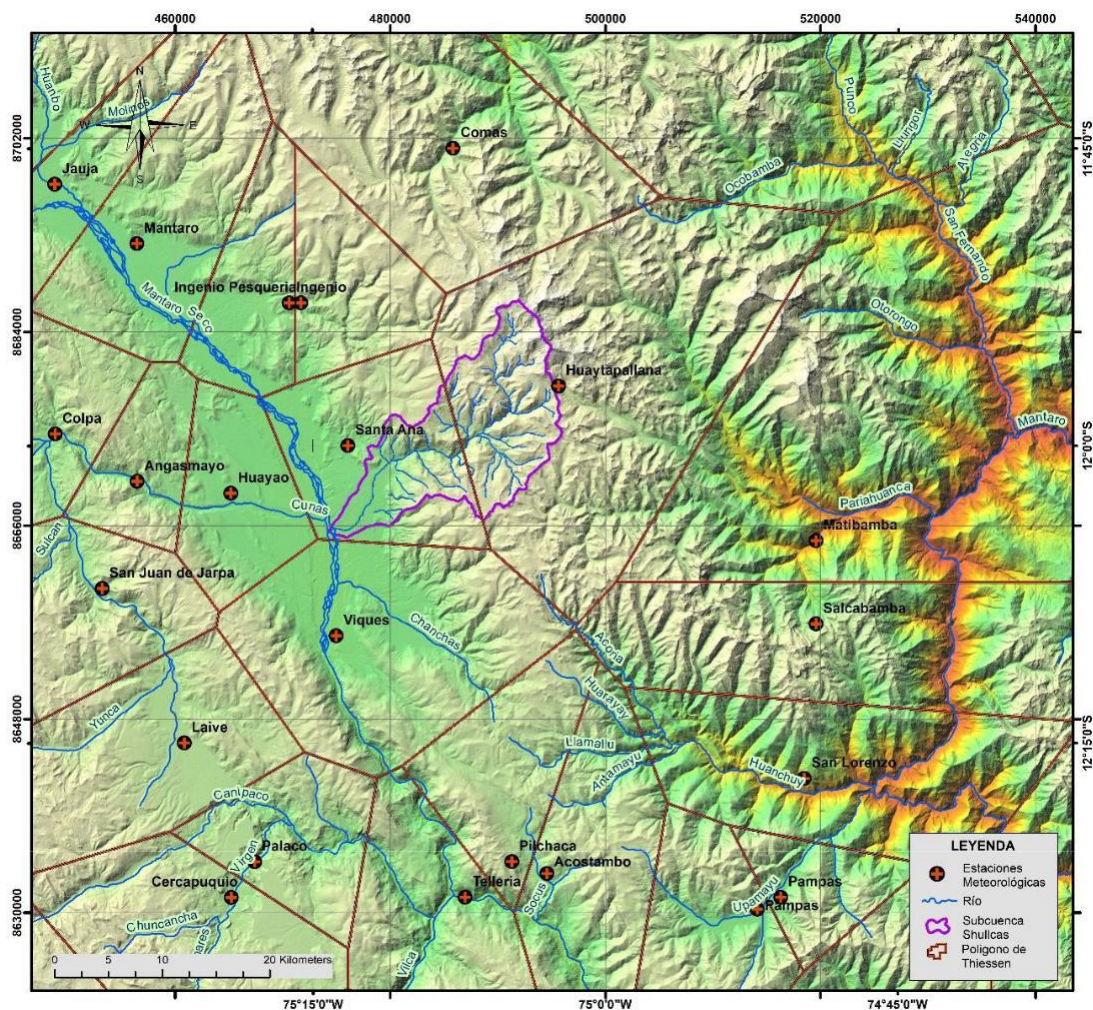 460000 480000 500000 520000 540000
Huanbo
Molinos
N
W E
S
Comas
Punco
Llungor
Alegria
8702000
11°45'0"S
Jauja
Ocobamba
Mantaro
San Fernando
Ingenio Pesqueria Ingenio
Mantaro Seco
Otorongo
8684000
Huaytapallana
Mantaro
Colpa
Santa Ana
12°0'0"S
Angasmayo
Huayao
Cunas
Pariahuanca
8666000
Matibamba
Sulcan
San Juan de Jarpa
Salcabamba
Viques
Chanchas
Acoria
Huarayay
8648000
Yunca
Laive
Llamallu
Antamayu
12°15'0"S
Huanchuy
San Lorenzo
Canipaco
Palaco
Virgen
Pilchaca
Acostambo
Cercapuquio
Telleria
Socus
Upamayu
Pampas
Pampas
8630000
Chuncancha
ares
Vilca
0 5 10 20 Kilometers
LEYENDA
Estaciones
Meteorológicas
Río
Subcuenca
Shullcas
Poligono de
Thiessen
75°15'0"W 75°0'0"W 74°45'0"W